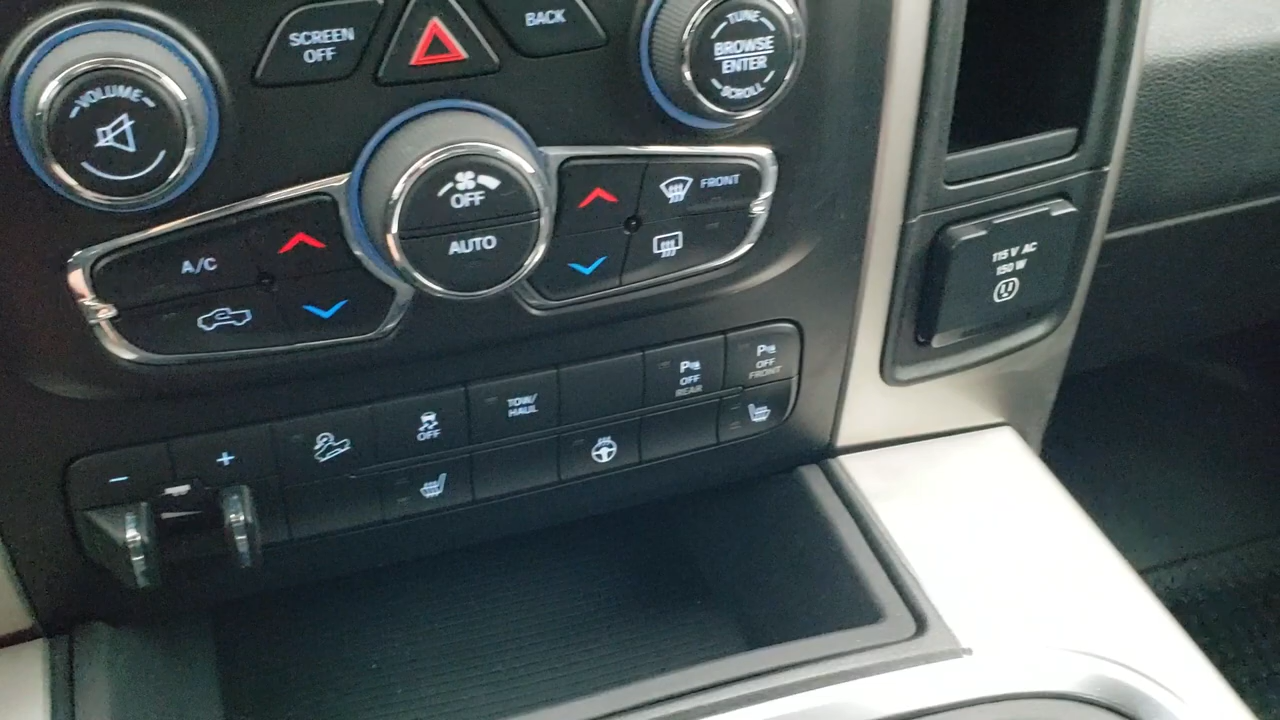 SCREEN
OFF
BACK
TUNE
BROWSE
ENTER
SCROLL
VOLUME
OFF
AUTO
FRONT
A/C
115 V AC
150 W
- +
OFF
TOW/
HAUL
P
OFF
REAR
P
OFF
FRONT